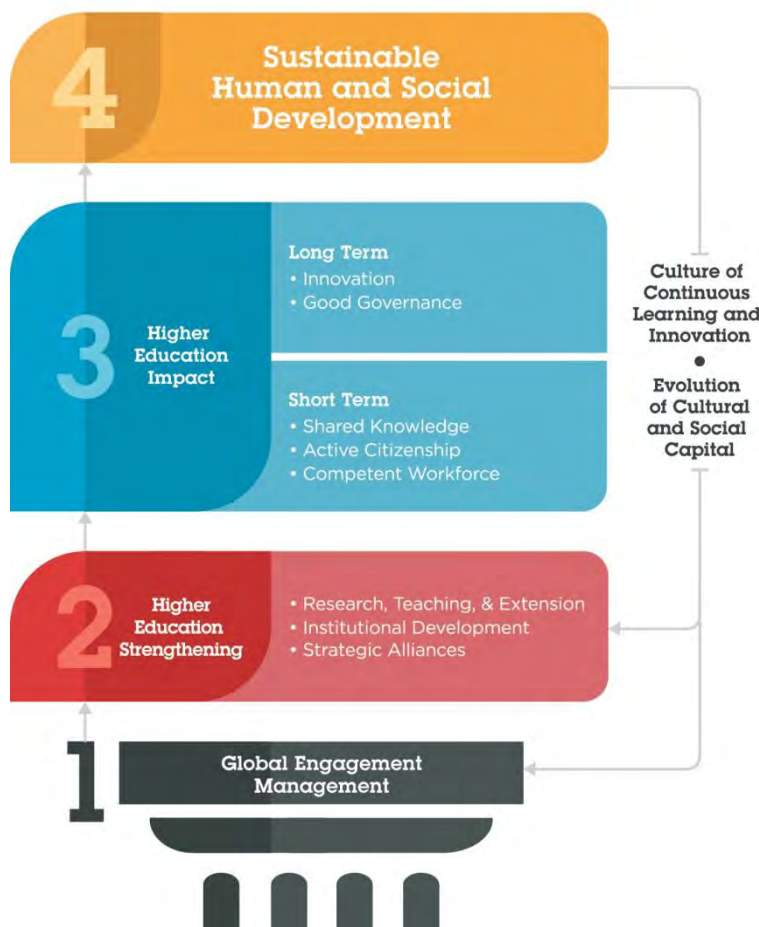 4
Sustainable
Human and Social
Development
3
Higher
Education
Impact
Long Term
• Innovation
• Good Governance
Short Term
• Shared Knowledge
• Active Citizenship
• Competent Workforce
Culture of
Continuous
Learning and
Innovation
•
Evolution
of Cultural
and Social
Capital
2
Higher
Education
Strengthening
• Research, Teaching, & Extension
• Institutional Development
• Strategic Alliances
1
Global Engagement
Management